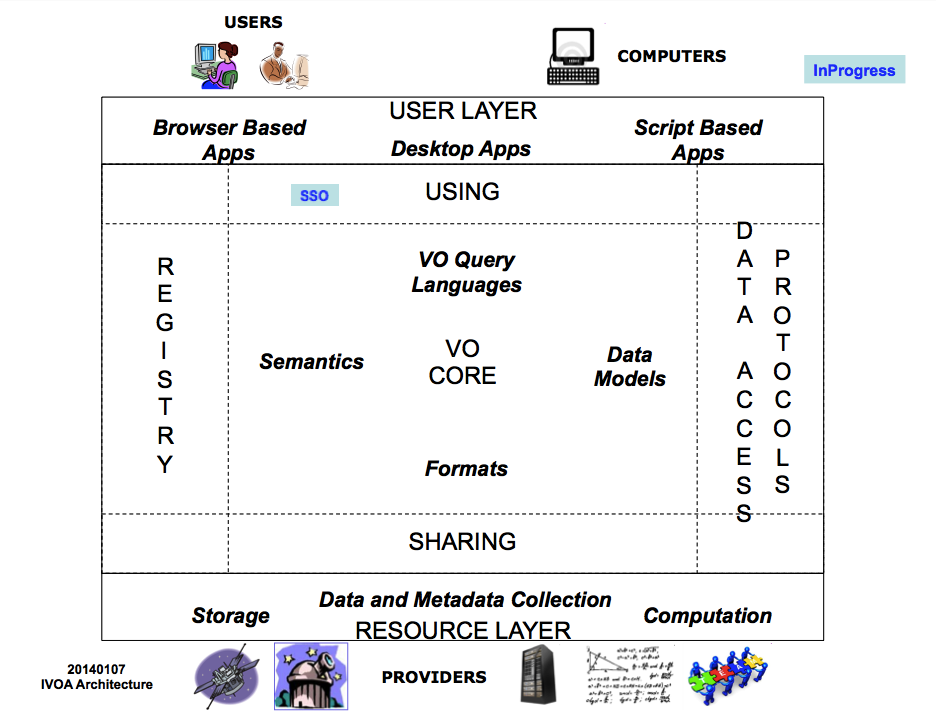 USERS
COMPUTERS
InProgress
USER LAYER
Browser Based
Apps
Desktop Apps
Script Based
Apps
SSO
USING
REGISTRY
VO Query
Languages
Semantics
VO
CORE
Data
Models
Formats
DATA ACCESS
PROTOCOLS
SHARING
Storage
Data and Metadata Collection
Computation
RESOURCE LAYER
20140107
IVOA Architecture
PROVIDERS